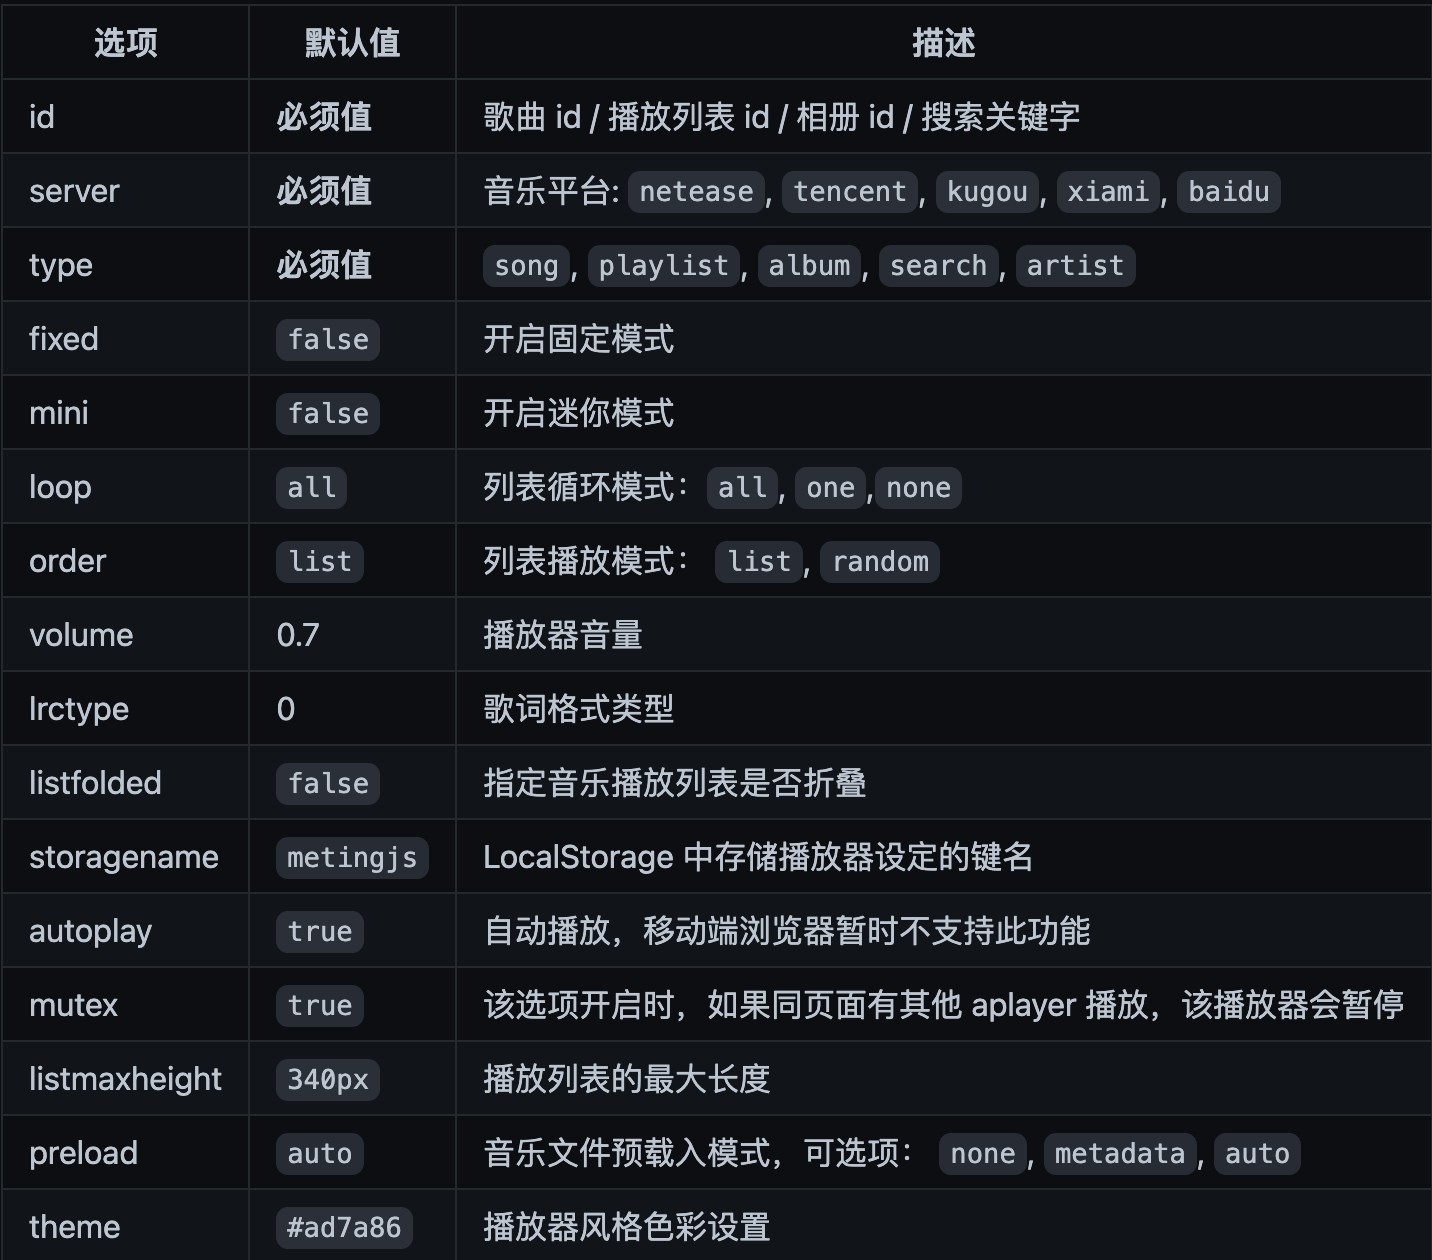 选项 默认值 描述
id 必须值 歌曲 id / 播放列表 id / 相册 id / 搜索关键字
server 必须值 音乐平台: netease, tencent, kugou, xiami, baidu
type 必须值 song, playlist, album, search, artist
fixed false 开启固定模式
mini false 开启迷你模式
loop all 列表循环模式：all, one,none
order list 列表播放模式： list, random
volume 0.7 播放器音量
lrctype 0 歌词格式类型
listfolded false 指定音乐播放列表是否折叠
storagename metingjs LocalStorage 中存储播放器设定的键名
autoplay true 自动播放，移动端浏览器暂时不支持此功能
mutex true 该选项开启时，如果同页面有其他 aplayer 播放，该播放器会暂停
listmaxheight 340px 播放列表的最大长度
preload auto 音乐文件预载入模式，可选项： none, metadata, auto
theme #ad7a86 播放器风格色彩设置